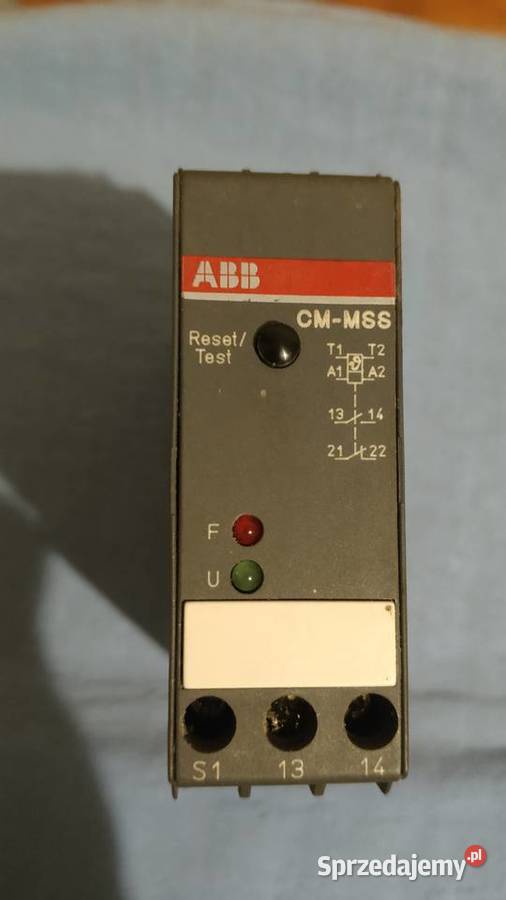 ABB
CM-MSS
Reset/
Test
T1 T2
A1 A2
13 14
21 22
F
U
S1 13 14
Sprzedajemy.pl